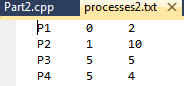 Part2.cpp processes2.txt
P1 0 2
P2 1 10
P3 5 5
P4 5 4